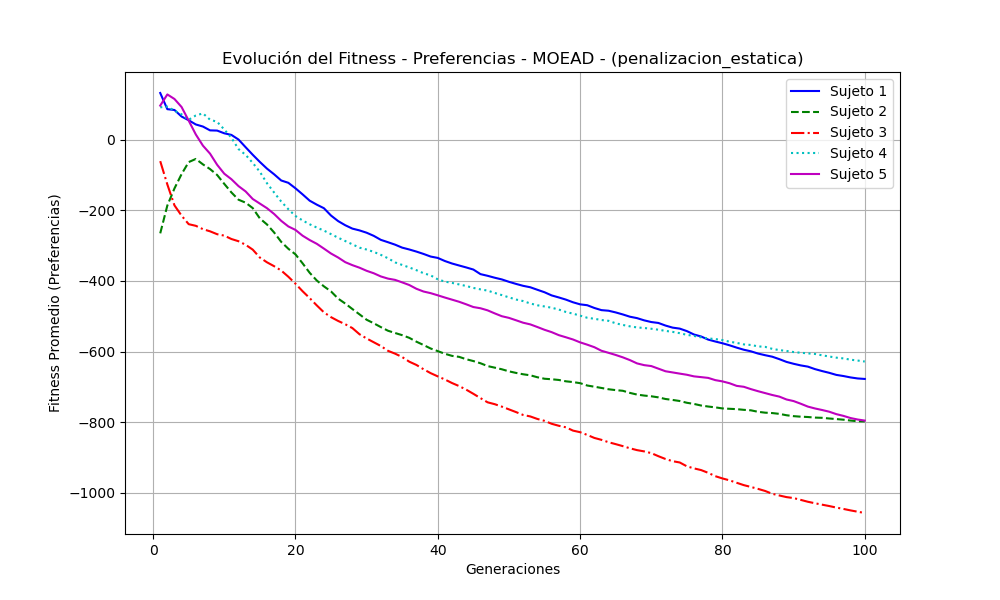 Evolución del Fitness - Preferencias - MOEAD - (penalizacion_estatica)
Sujeto 1
Sujeto 2
Sujeto 3
Sujeto 4
Sujeto 5
Fitness Promedio (Preferencias)
0
−200
−400
−600
−800
−1000
0
20
40
60
80
100
Generaciones